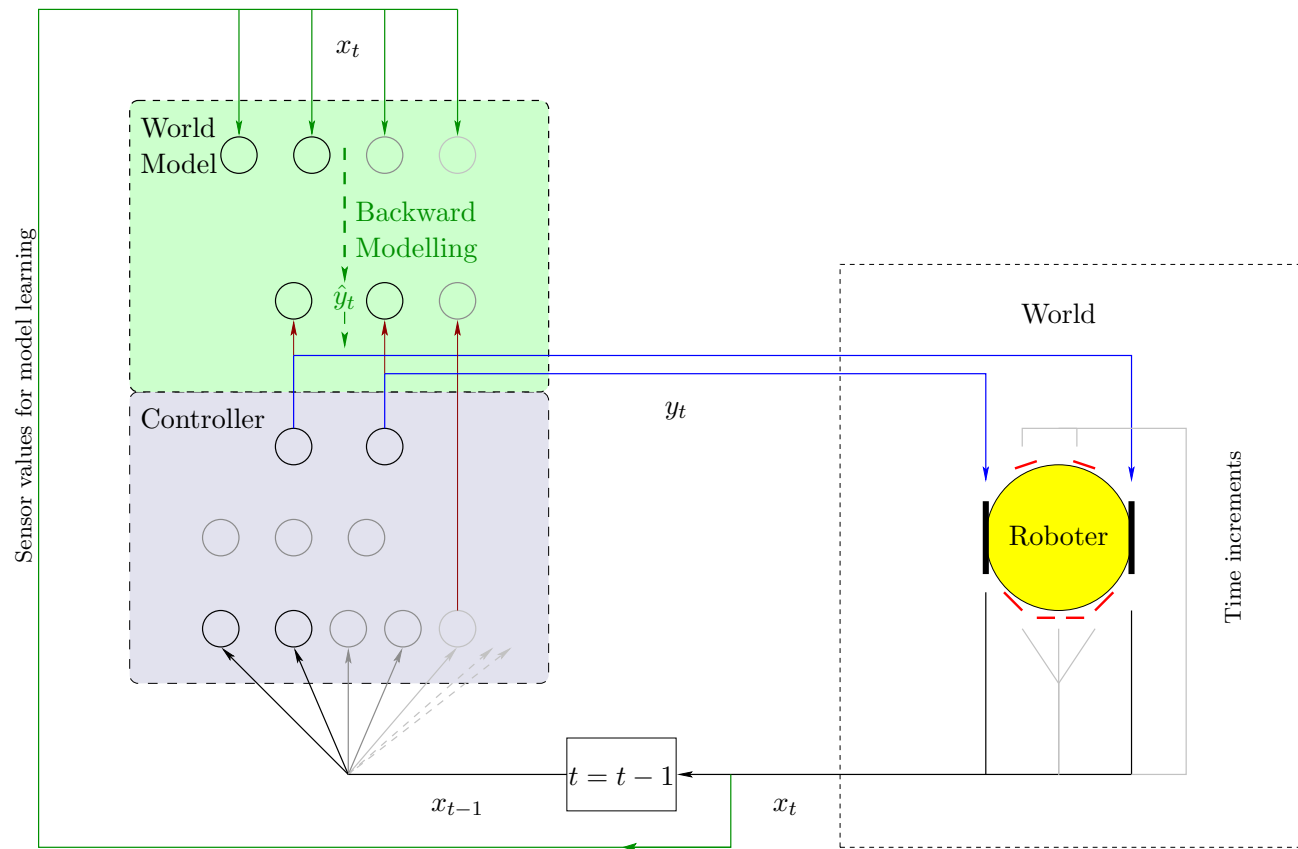 x_t
World
Model
Backward
Modelling
ŷ_t
World
Sensor values for model learning
y_t
Controller
Roboter
Time increments
t = t − 1
x_{t−1}
x_t